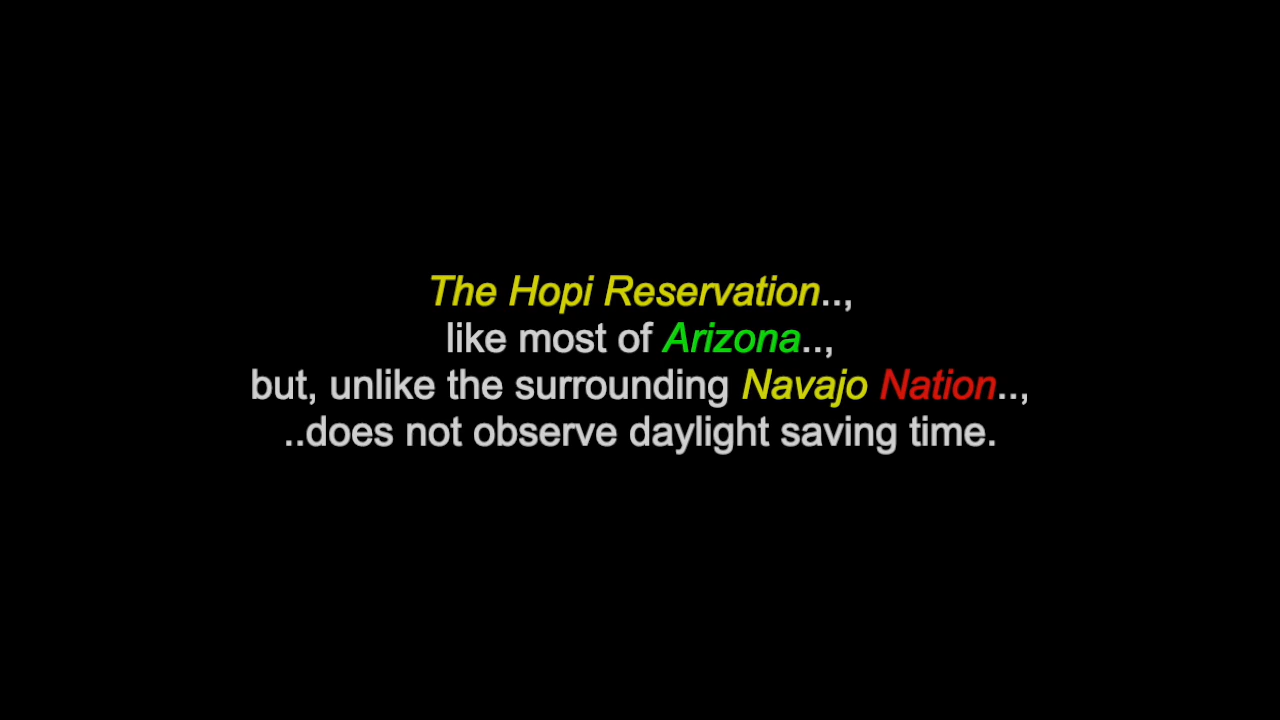 The Hopi Reservation..,
like most of Arizona..,
but, unlike the surrounding Navajo Nation..,
..does not observe daylight saving time.